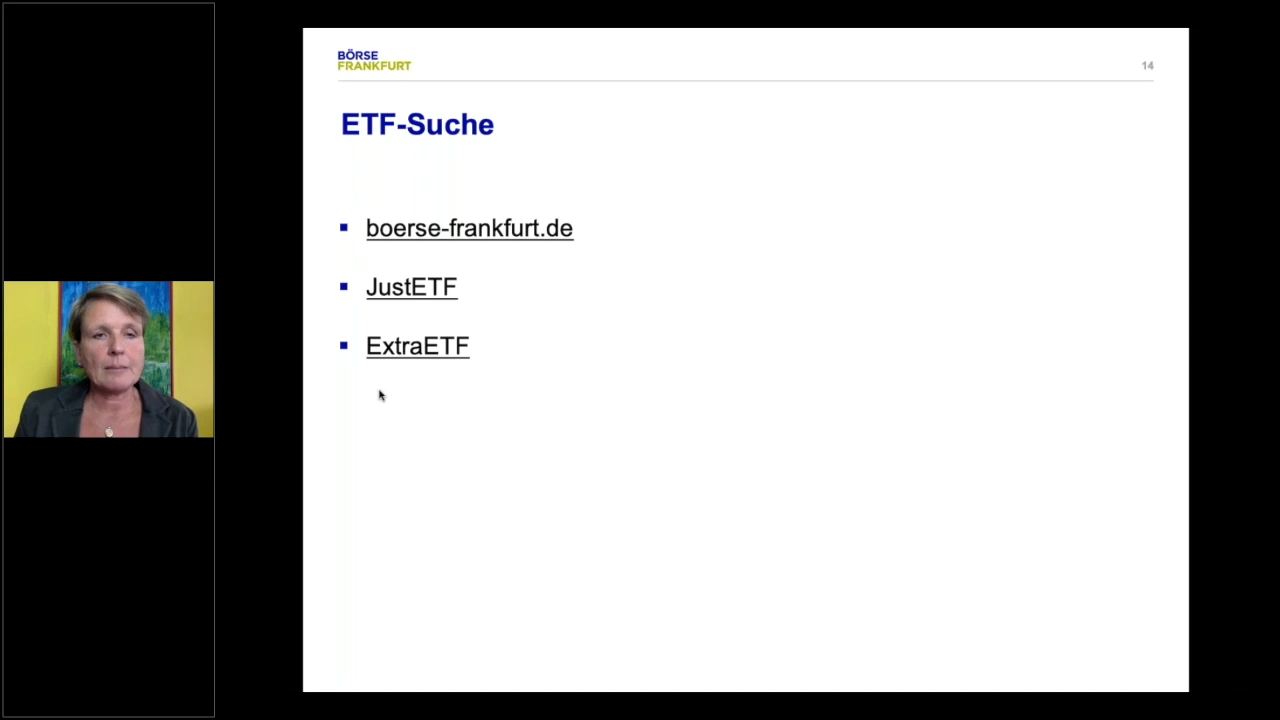 BÖRSE
FRANKFURT
14
ETF-Suche
boerse-frankfurt.de
JustETF
ExtraETF